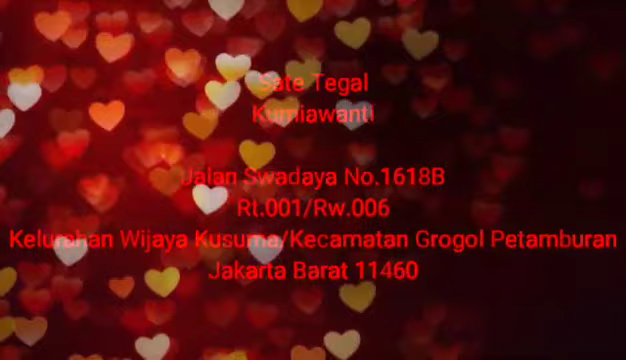 Sate Tegal
Kurniawanti
Jalan Swadaya No.1618B
Rt.001/Rw.006
Kelurahan Wijaya Kusuma/Kecamatan Grogol Petamburan
Jakarta Barat 11460